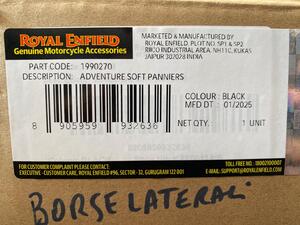 ROYAL ENFIELD
Genuine Motorcycle Accessories
MARKETED & MANUFACTURED BY
ROYAL ENFIELD, PLOT NO. SP1 & SP2
RIICO INDUSTRIAL AREA, NH11C, KUKAS
JAIPUR 302028 INDIA
PART CODE: 1990270
DESCRIPTION: ADVENTURE SOFT PANNIERS
COLOUR : BLACK
MFD DT : 01/2025
NET QTY. : 1 UNIT
8 905959 932636
FOR CUSTOMER COMPLAINT PLEASE CONTACT:
EXECUTIVE - CUSTOMER CARE, ROYAL ENFIELD #96, SECTOR - 32, GURUGRAM 122 001
TOLL FREE NO. : 18002100007
E-MAIL: SUPPORT@ROYALENFIELD.COM
BORSE LATERALI